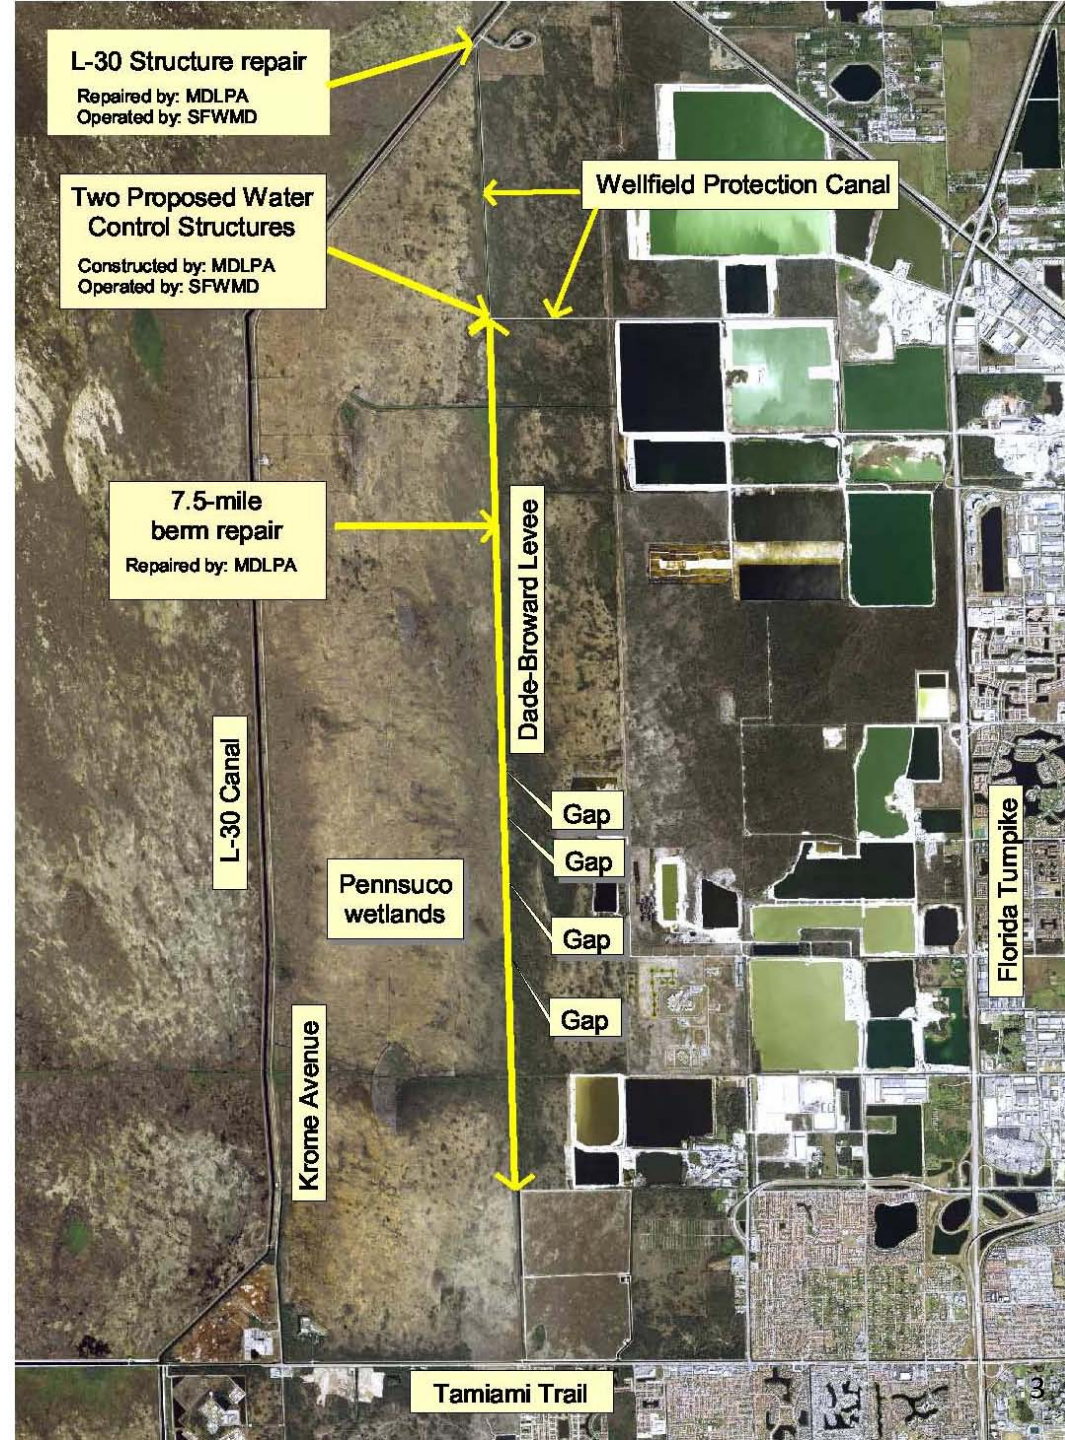 L-30 Structure repair
Repaired by: MDLPA
Operated by: SFWMD
Two Proposed Water
Control Structures
Constructed by: MDLPA
Operated by: SFWMD
Wellfield Protection Canal
7.5-mile
berm repair
Repaired by: MDLPA
Dade-Broward Levee
L-30 Canal
Gap
Gap
Gap
Gap
Pennsuco
wetlands
Florida Turnpike
Krome Avenue
Tamiami Trail
3